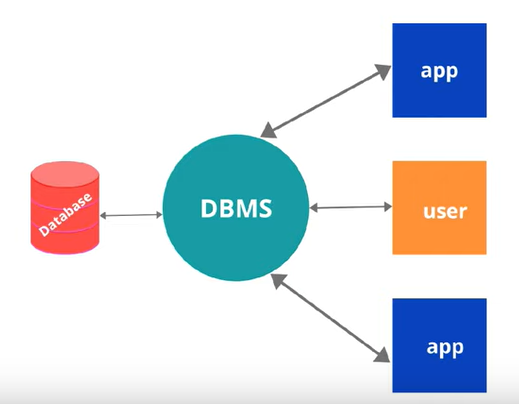 app
Database
DBMS
user
app